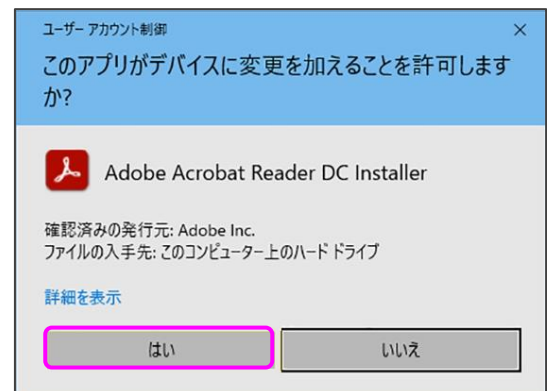 ユーザー アカウント制御
このアプリがデバイスに変更を加えることを許可します
か?
Adobe Acrobat Reader DC Installer
確認済みの発行元: Adobe Inc.
ファイルの入手先: このコンピューター上のハード ドライブ
詳細を表示
はい
いいえ